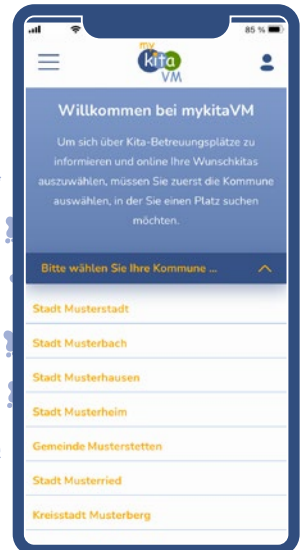 85 %
my
kita
VM
Willkommen bei mykitaVM
Um sich über Kita-Betreuungsplätze zu
informieren und online Ihre Wunschkitas
auszuwählen, müssen Sie zuerst die Kommune
auswählen, in der Sie einen Platz suchen
möchten.
Bitte wählen Sie Ihre Kommune ...
Stadt Musterstadt
Stadt Musterbach
Stadt Musterhausen
Stadt Musterheim
Gemeinde Musterstetten
Stadt Musterried
Kreisstadt Musterberg